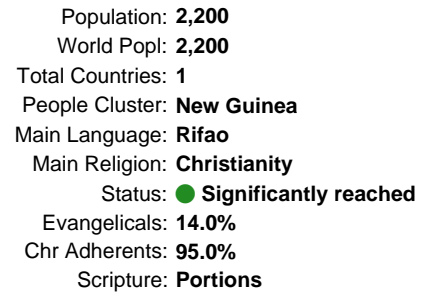 Population: 2,200
World Popl: 2,200
Total Countries: 1
People Cluster: New Guinea
Main Language: Rifao
Main Religion: Christianity
Status: Significantly reached
Evangelicals: 14.0%
Chr Adherents: 95.0%
Scripture: Portions